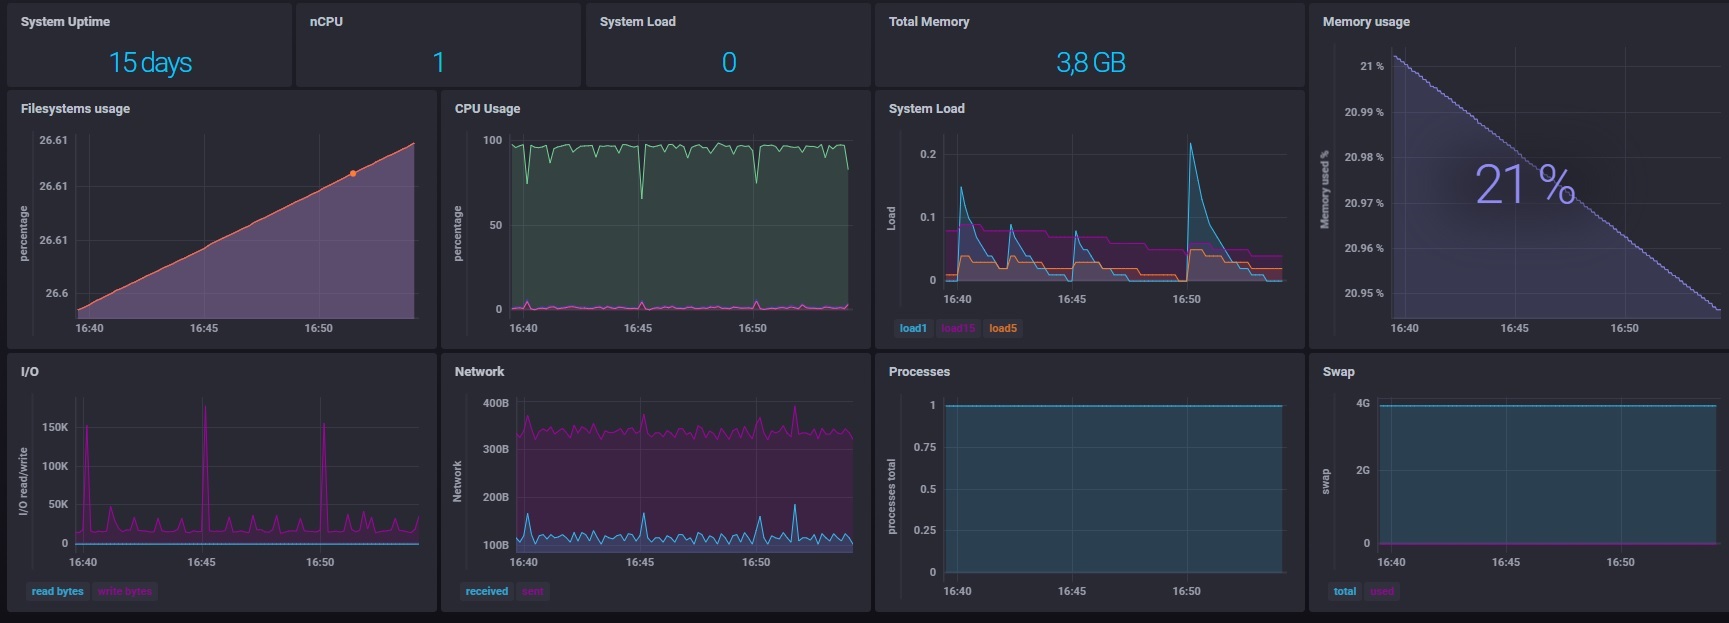 System Uptime
15 days
nCPU
1
System Load
0
Total Memory
3,8 GB
Memory usage
Memory used %
21 %
20.99 %
20.98 %
20.97 %
20.96 %
20.95 %
21%
16:40 16:45 16:50
Filesystems usage
percentage
26.61
26.61
26.61
26.6
16:40 16:45 16:50
CPU Usage
percentage
100
50
0
16:40 16:45 16:50
System Load
Load
0.2
0.1
0
16:40 16:45 16:50
load1 load15 load5
I/O
I/O read/write
150K
100K
50K
0
16:40 16:45 16:50
read bytes write bytes
Network
Network
400B
300B
200B
100B
16:40 16:45 16:50
received sent
Processes
processes total
1
0.75
0.5
0.25
0
16:40 16:45 16:50
Swap
swap
4G
2G
0
16:40 16:45 16:50
total used